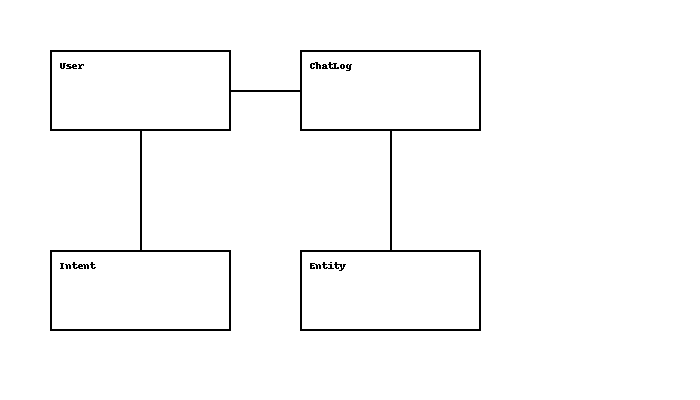 User
ChatLog
Intent
Entity